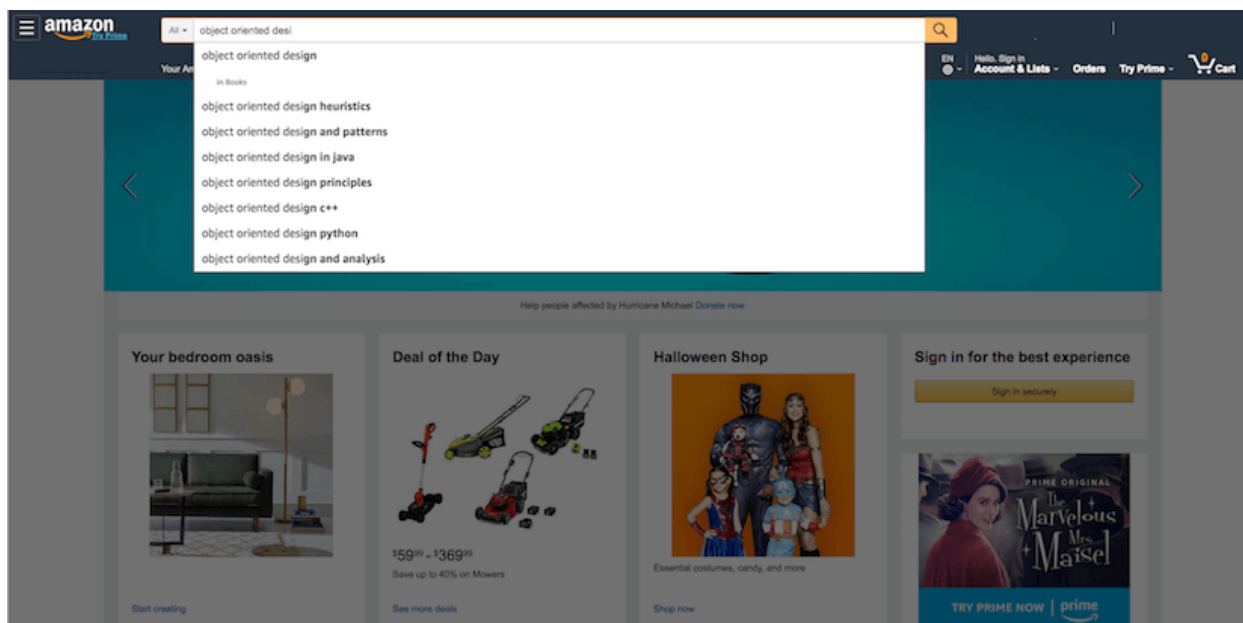 amazon
Try Prime
All
object oriented desi
Your Am
EN
Hello. Sign in
Account & Lists
Orders
Try Prime
0
Cart
object oriented design
in Books
object oriented design heuristics
object oriented design and patterns
object oriented design in java
object oriented design principles
object oriented design c++
object oriented design python
object oriented design and analysis
Help people affected by Hurricane Michael Donate now
Your bedroom oasis
Start creating
Deal of the Day
$5999 - $36999
Save up to 40% on Mowers
See more deals
Halloween Shop
Essential costumes, candy, and more
Shop now
Sign in for the best experience
Sign in securely
PRIME ORIGINAL
The
Marvelous
Mrs.
Maisel
TRY PRIME NOW | prime